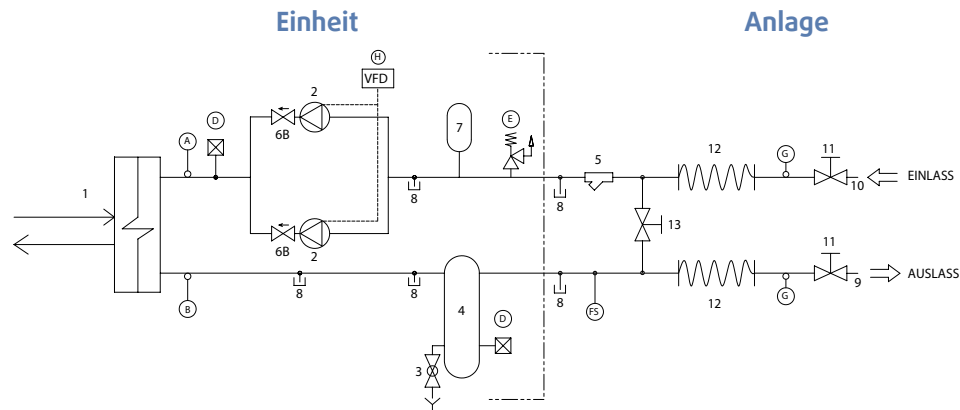 Einheit
Anlage
H
VFD
2
D
E
A
6B
7
5
12
G
11
1
8
8
10
EINLASS
13
6B
2
11
AUSLASS
8
8
4
8
12
G
9
B
D
FS
3